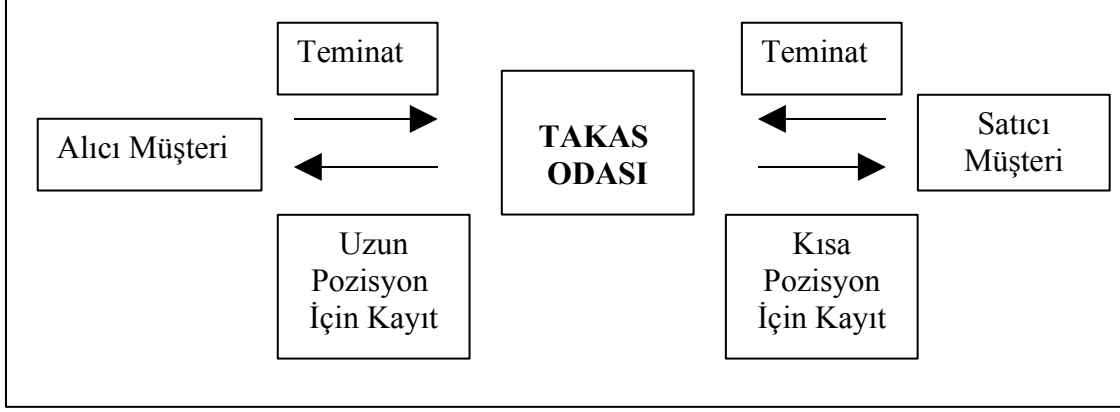 Teminat
Teminat
Alıcı Müşteri
TAKAS
ODASI
Satıcı
Müşteri
Uzun
Pozisyon
İçin Kayıt
Kısa
Pozisyon
İçin Kayıt